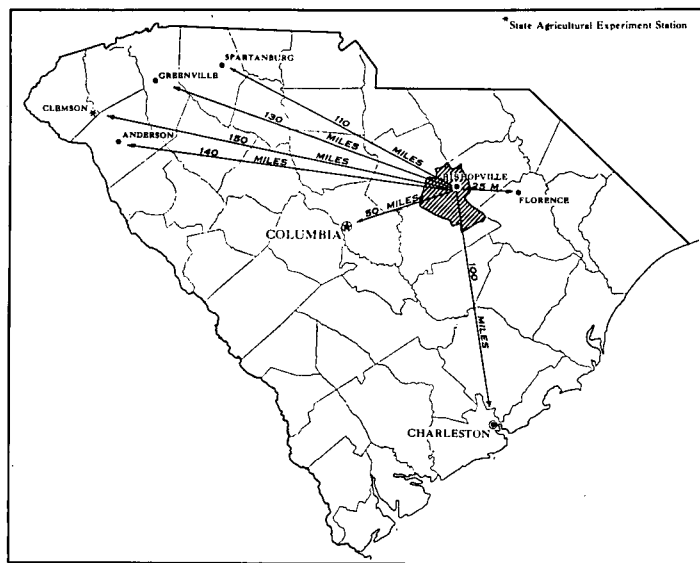 * State Agricultural Experiment Station
SPARTANBURG
GREENVILLE
CLEMSON
ANDERSON
110
MILES
130
MILES
150
MILES
140
MILES
25 M.
FLORENCE
50 MILES
COLUMBIA
100
MILES
CHARLESTON